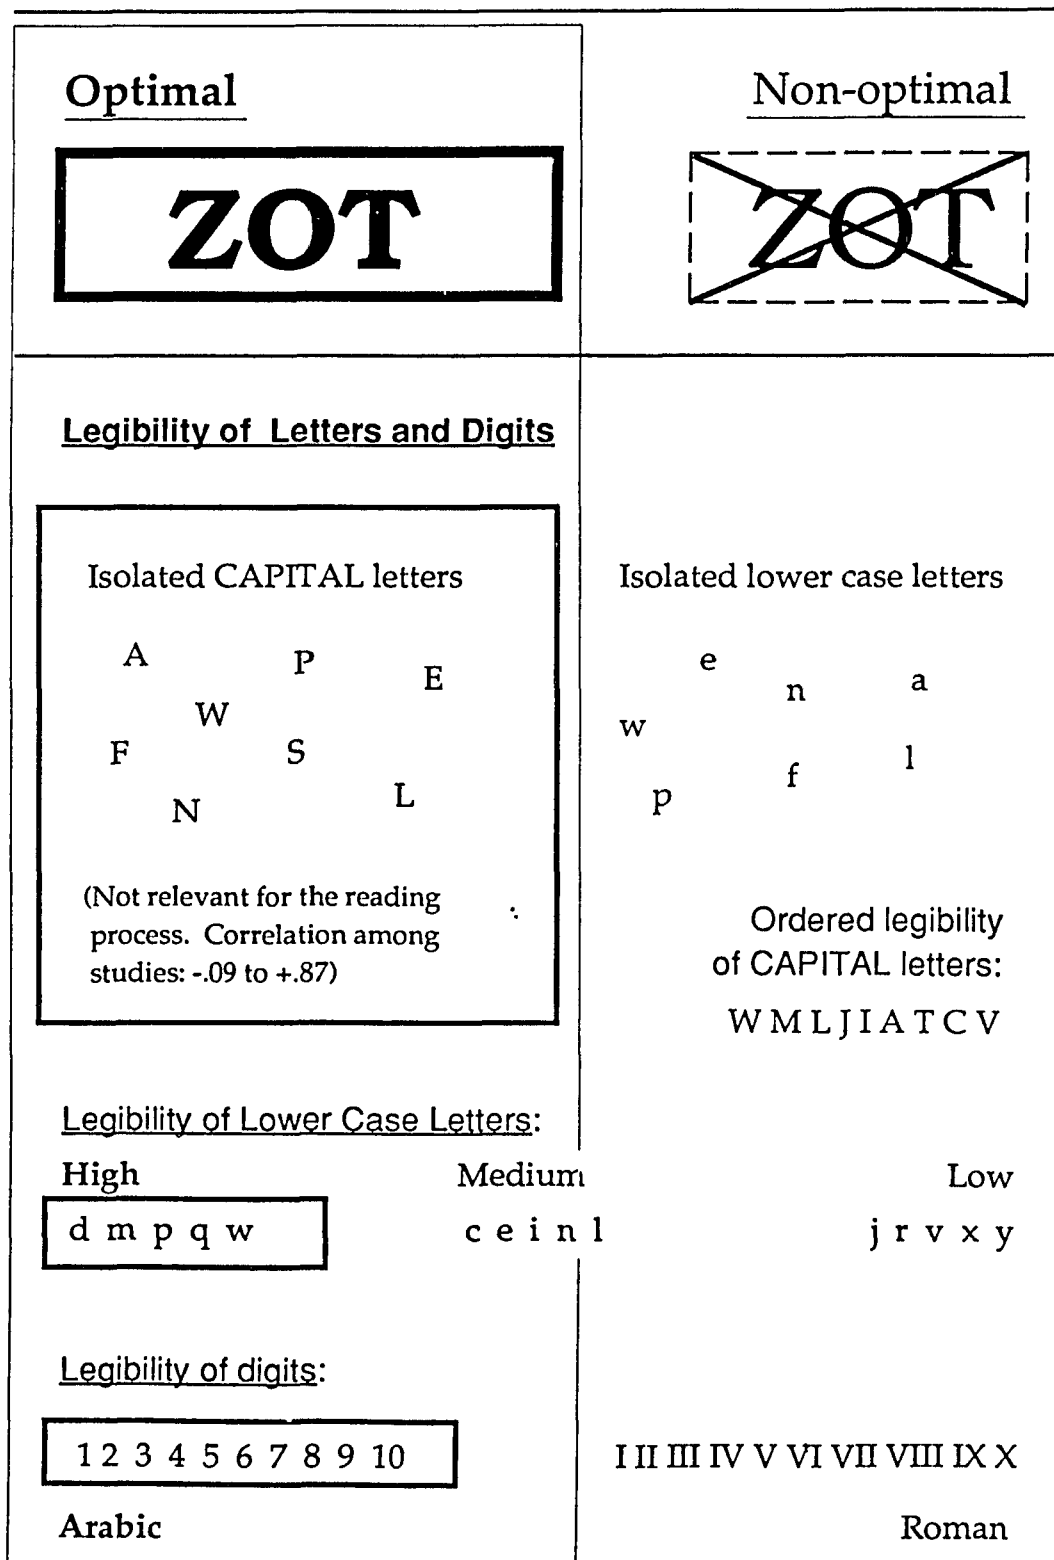 Optimal
Non-optimal
ZOT
ZOT
Legibility of Letters and Digits
Isolated CAPITAL letters
A P E
W
F S
N L
(Not relevant for the reading
process. Correlation among
studies: -.09 to +.87)
Isolated lower case letters
e
n a
w
f l
p
Ordered legibility
of CAPITAL letters:
W M L J I A T C V
Legibility of Lower Case Letters:
High Medium Low
d m p q w c e i n l j r v x y
Legibility of digits:
1 2 3 4 5 6 7 8 9 10 I II III IV V VI VII VIII IX X
Arabic Roman